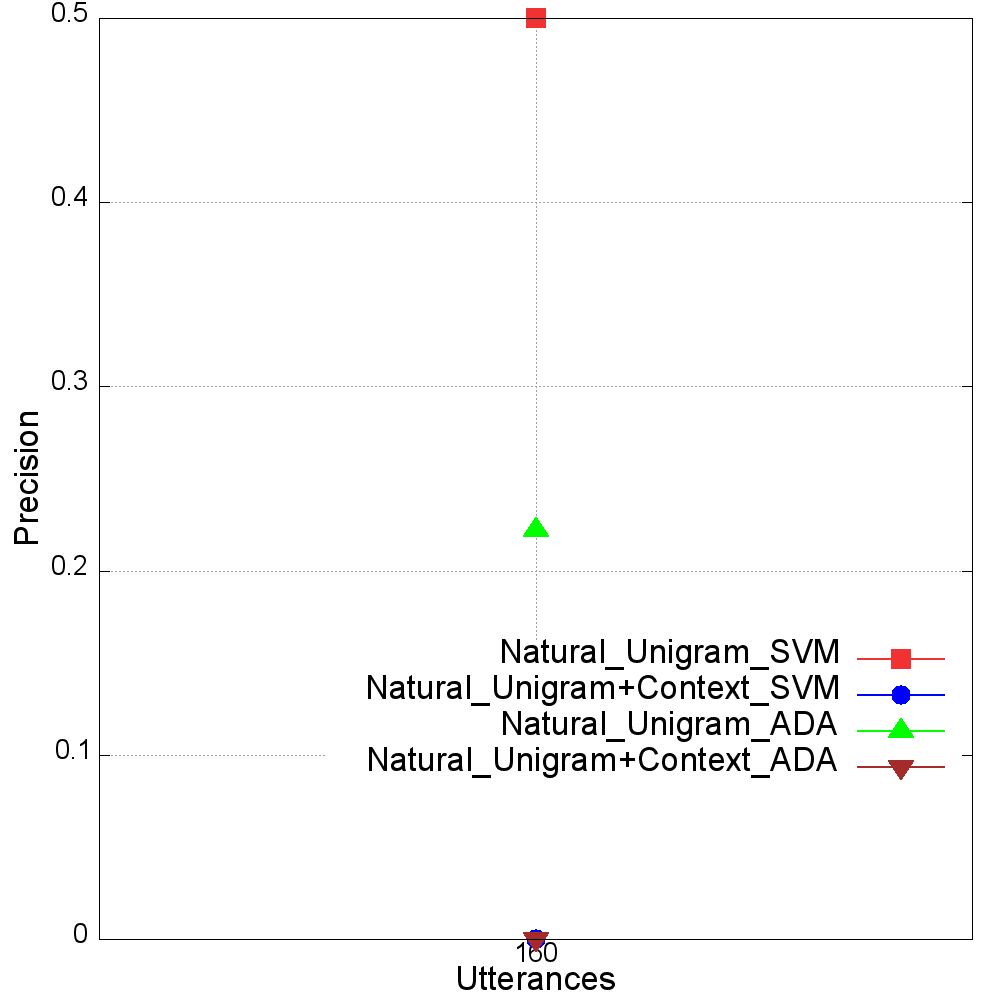 0.5
0.4
0.3
0.2
0.1
0
Precision
Natural_Unigram_SVM
Natural_Unigram+Context_SVM
Natural_Unigram_ADA
Natural_Unigram+Context_ADA
160
Utterances